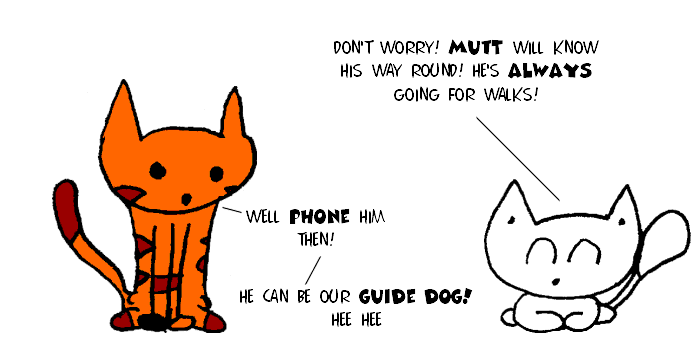 DON'T WORRY! MUTT WILL KNOW
HIS WAY ROUND! HE'S ALWAYS
GOING FOR WALKS!
WELL PHONE HIM
THEN!
HE CAN BE OUR GUIDE DOG!
HEE HEE